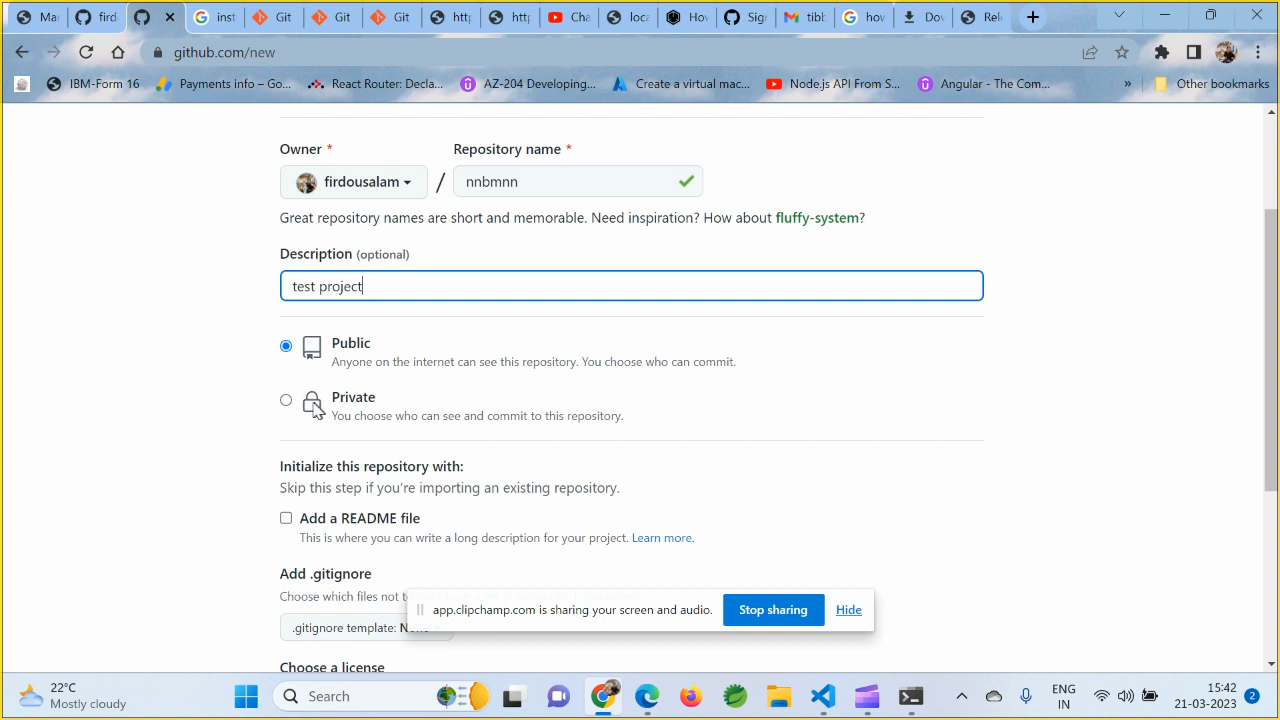 Ma
fird
inst
Git
Git
Git
http
http
Cha
loca
How
Sig
tibb
how
Dov
Rele
github.com/new
IBM-Form 16
Payments info – Go...
React Router: Decla...
AZ-204 Developing...
Create a virtual mac...
Node.js API From S...
Angular - The Com...
»
Other bookmarks
Owner *
Repository name *
firdousalam
/
nnbmnn
Great repository names are short and memorable. Need inspiration? How about fluffy-system?
Description (optional)
test project
Public
Anyone on the internet can see this repository. You choose who can commit.
Private
You choose who can see and commit to this repository.
Initialize this repository with:
Skip this step if you're importing an existing repository.
Add a README file
This is where you can write a long description for your project. Learn more.
Add .gitignore
Choose which files not t
app.clipchamp.com is sharing your screen and audio.
Stop sharing
Hide
.gitignore template: None
Choose a license
22°C
Mostly cloudy
Search
ENG
IN
15:42
21-03-2023
2